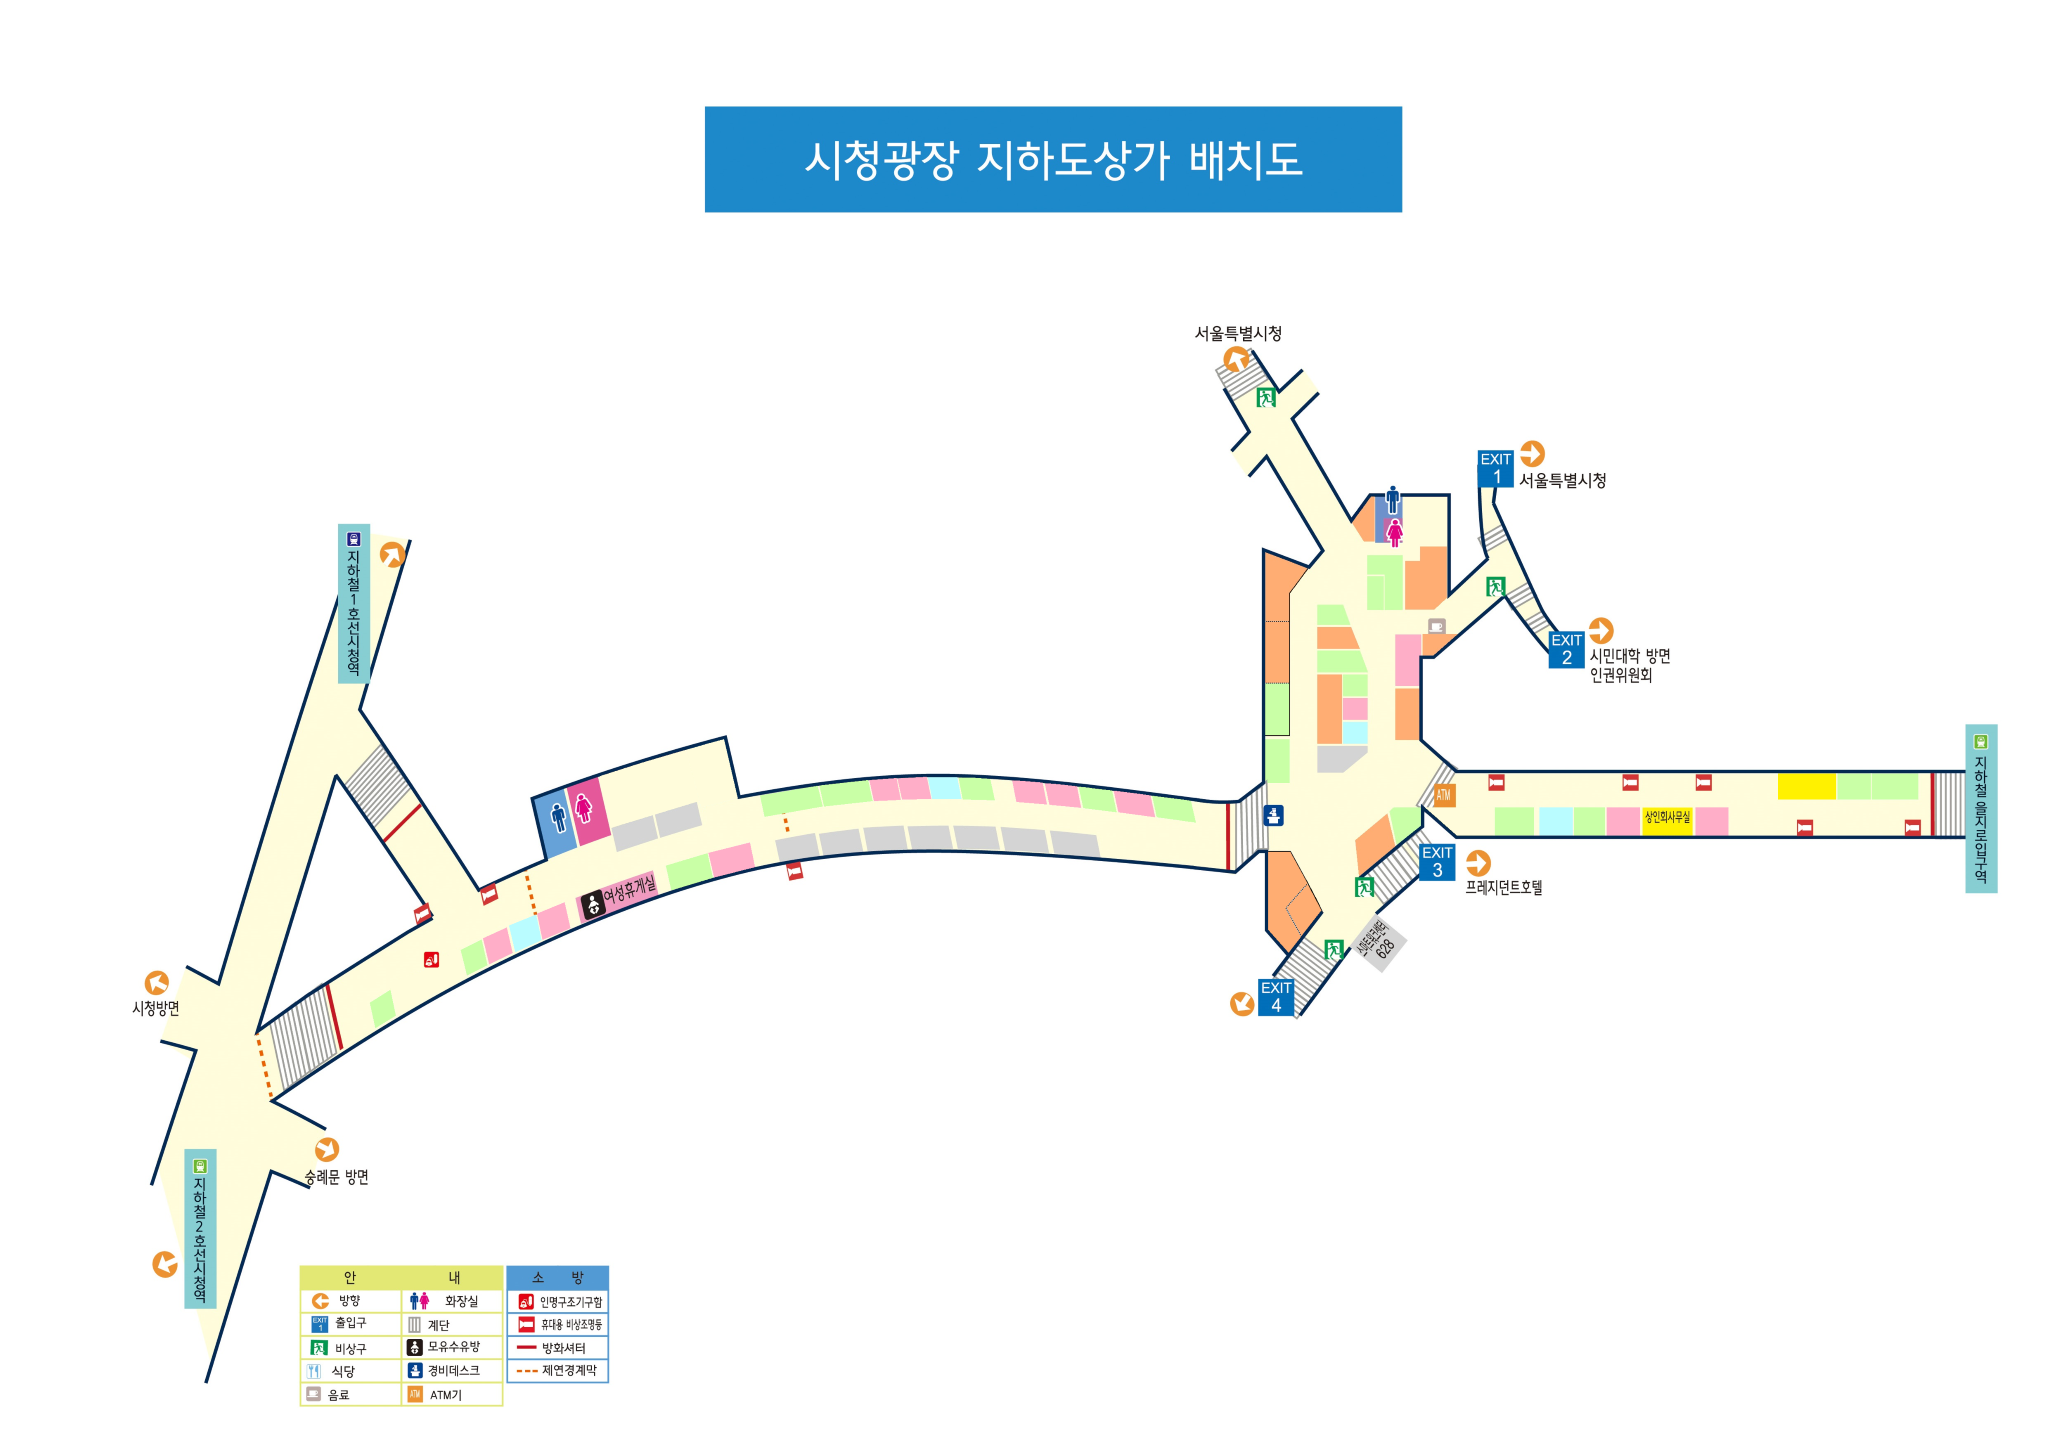 시청광장 지하도상가 배치도
서울특별시청
EXIT
1
서울특별시청
지하철1호선시청역
EXIT
2
시민대학 방면
인권위원회
지하철 을지로입구역
ATM
상인회사무실
EXIT
3
프레지던트호텔
여성휴게실
628
시청방면
EXIT
4
숭례문 방면
지하철2호선시청역
안 내
소 방
방향
화장실
인명구조기구함
EXIT
1
출입구
계단
휴대용 비상조명등
비상구
모유수유방
방화셔터
식당
경비데스크
제연경계막
음료
ATM
ATM기